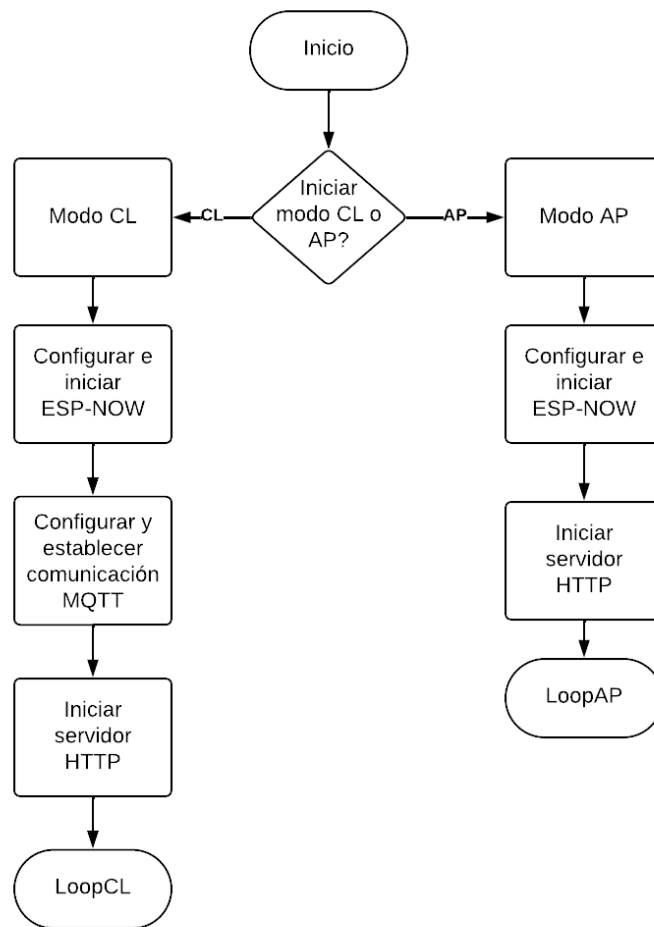 Inicio
Iniciar
modo CL o
AP?
CL
AP
Modo CL
Modo AP
Configurar e
iniciar
ESP-NOW
Configurar e
iniciar
ESP-NOW
Configurar y
establecer
comunicación
MQTT
Iniciar
servidor
HTTP
Iniciar
servidor
HTTP
LoopAP
LoopCL